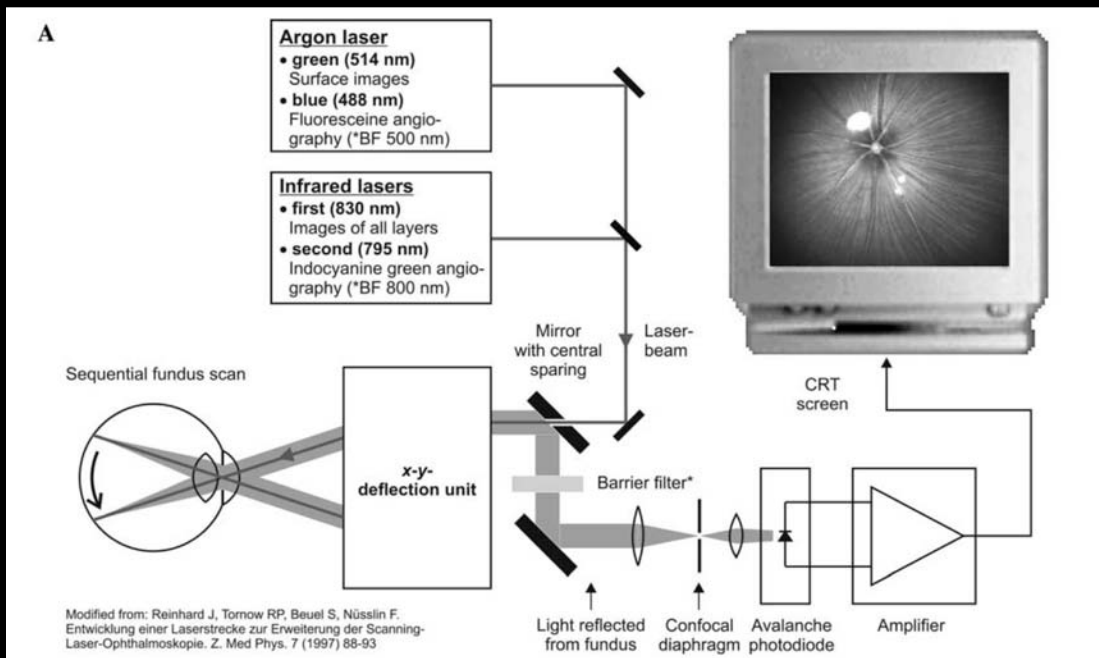 A
Argon laser
• green (514 nm)
Surface images
• blue (488 nm)
Fluoresceine angio-
graphy (*BF 500 nm)
Infrared lasers
• first (830 nm)
Images of all layers
• second (795 nm)
Indocyanine green angio-
graphy (*BF 800 nm)
Mirror
with central
sparing
Laser-
beam
CRT
screen
Sequential fundus scan
x-y-
deflection unit
Barrier filter*
Light reflected
from fundus
Confocal
diaphragm
Avalanche
photodiode
Amplifier
Modified from: Reinhard J, Tornow RP, Beuel S, Nüsslin F.
Entwicklung einer Laserstrecke zur Erweiterung der Scanning-
Laser-Ophthalmoskopie. Z. Med Phys. 7 (1997) 88-93